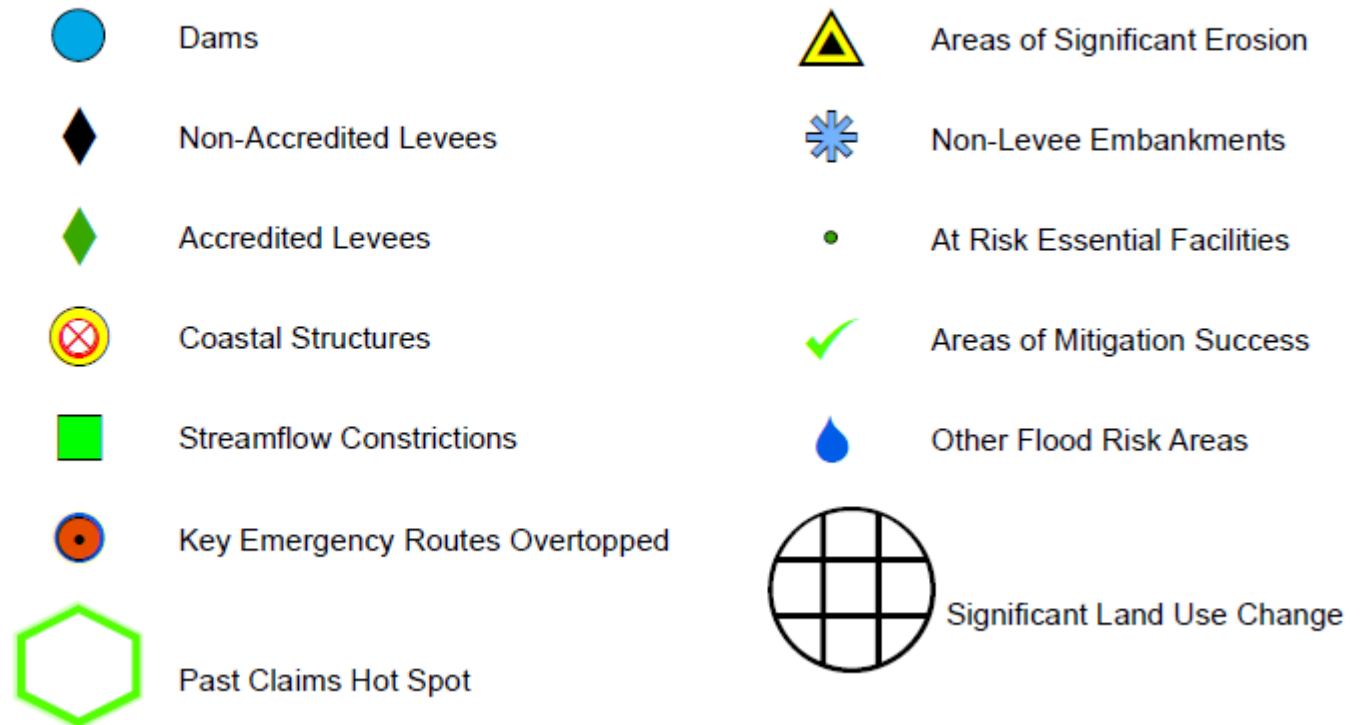 Dams
Non-Accredited Levees
Accredited Levees
Coastal Structures
Streamflow Constrictions
Key Emergency Routes Overtopped
Past Claims Hot Spot
Areas of Significant Erosion
Non-Levee Embankments
At Risk Essential Facilities
Areas of Mitigation Success
Other Flood Risk Areas
Significant Land Use Change